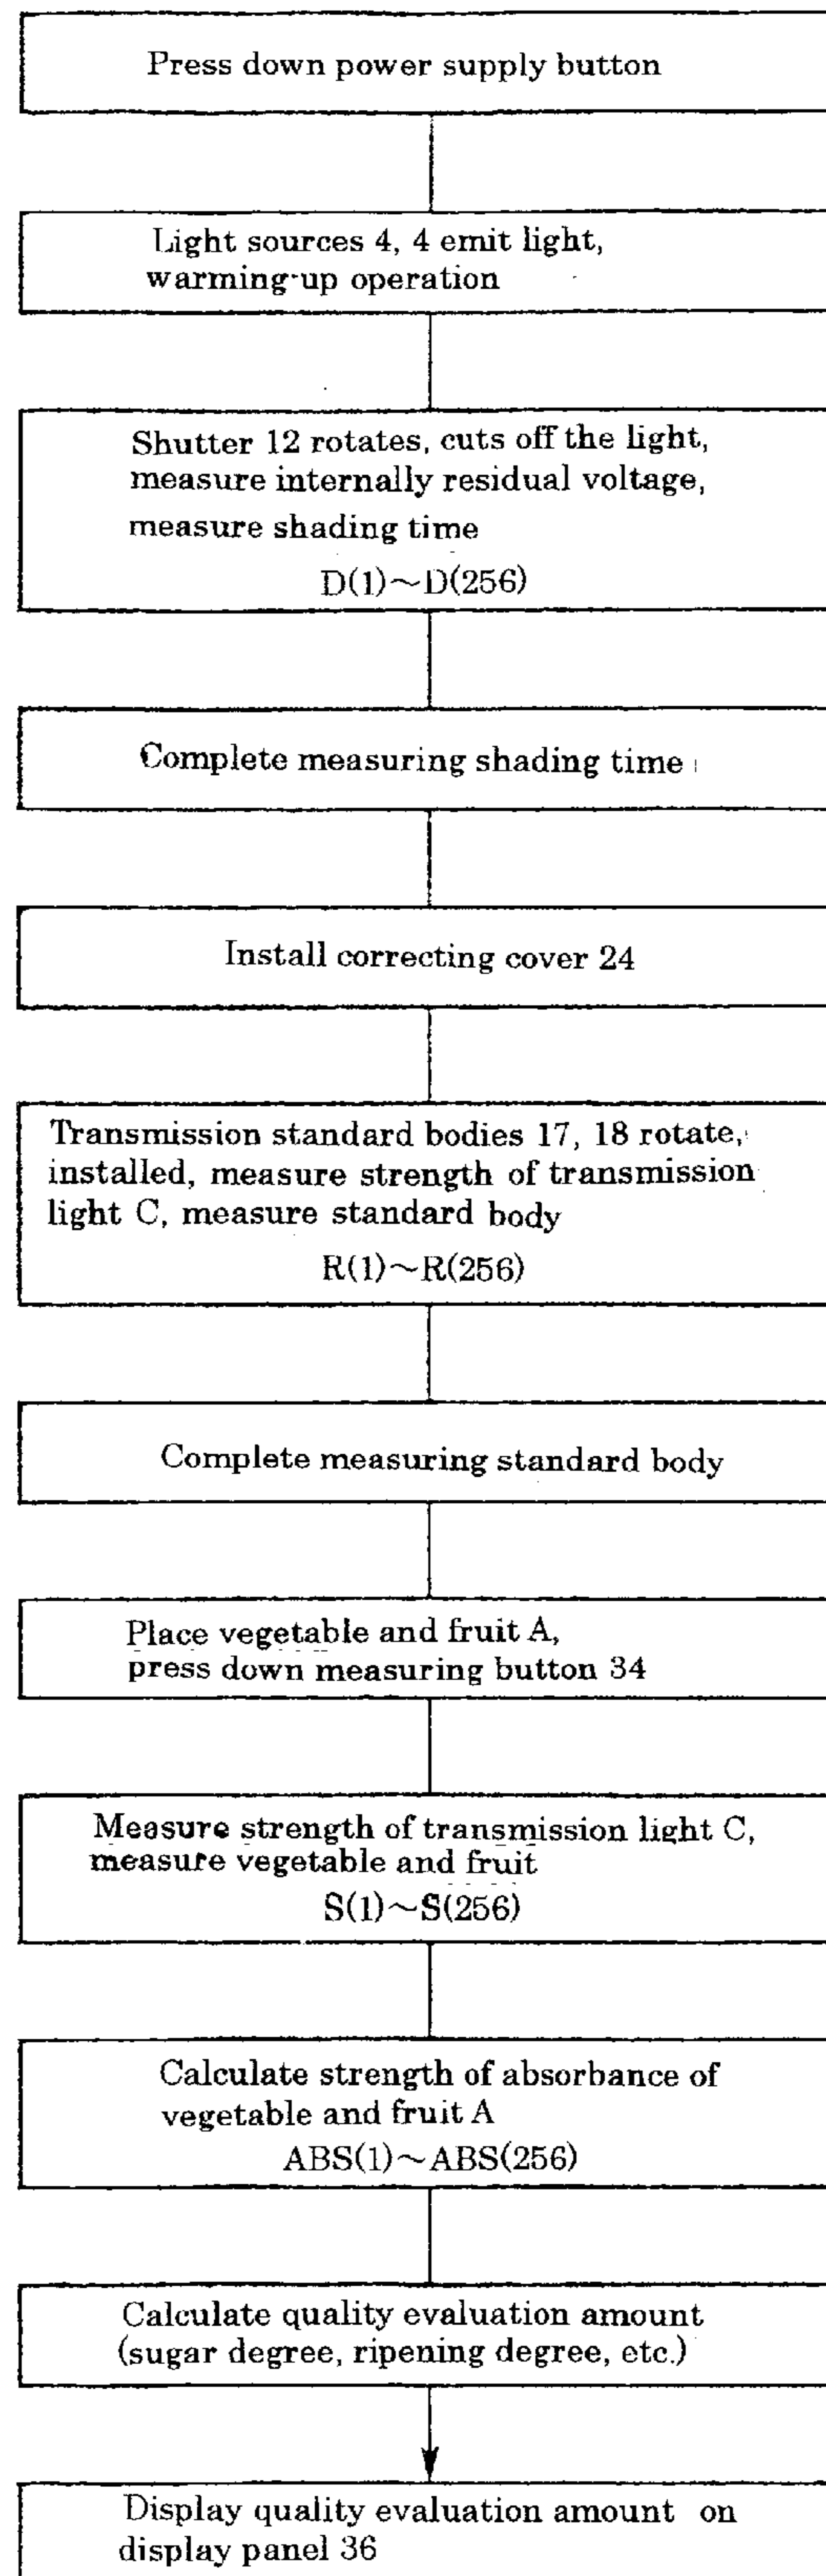 Press down power supply button
Light sources 4, 4 emit light,
warming-up operation
Shutter 12 rotates, cuts off the light,
measure internally residual voltage,
measure shading time
D(1)~D(256)
Complete measuring shading time
Install correcting cover 24
Transmission standard bodies 17, 18 rotate,
installed, measure strength of transmission
light C, measure standard body
R(1)~R(256)
Complete measuring standard body
Place vegetable and fruit A,
press down measuring button 34
Measure strength of transmission light C,
measure vegetable and fruit
S(1)~S(256)
Calculate strength of absorbance of
vegetable and fruit A
ABS(1)~ABS(256)
Calculate quality evaluation amount
(sugar degree, ripening degree, etc.)
Display quality evaluation amount on
display panel 36